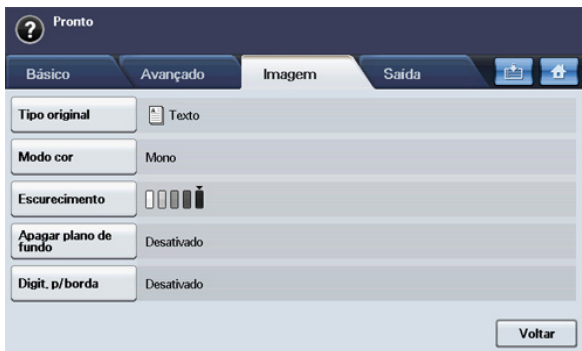 Pronto
Básico Avançado Imagem Saída
Tipo original Texto
Modo cor Mono
Escurecimento
Apagar plano de
fundo Desativado
Digit. p/borda Desativado
Voltar